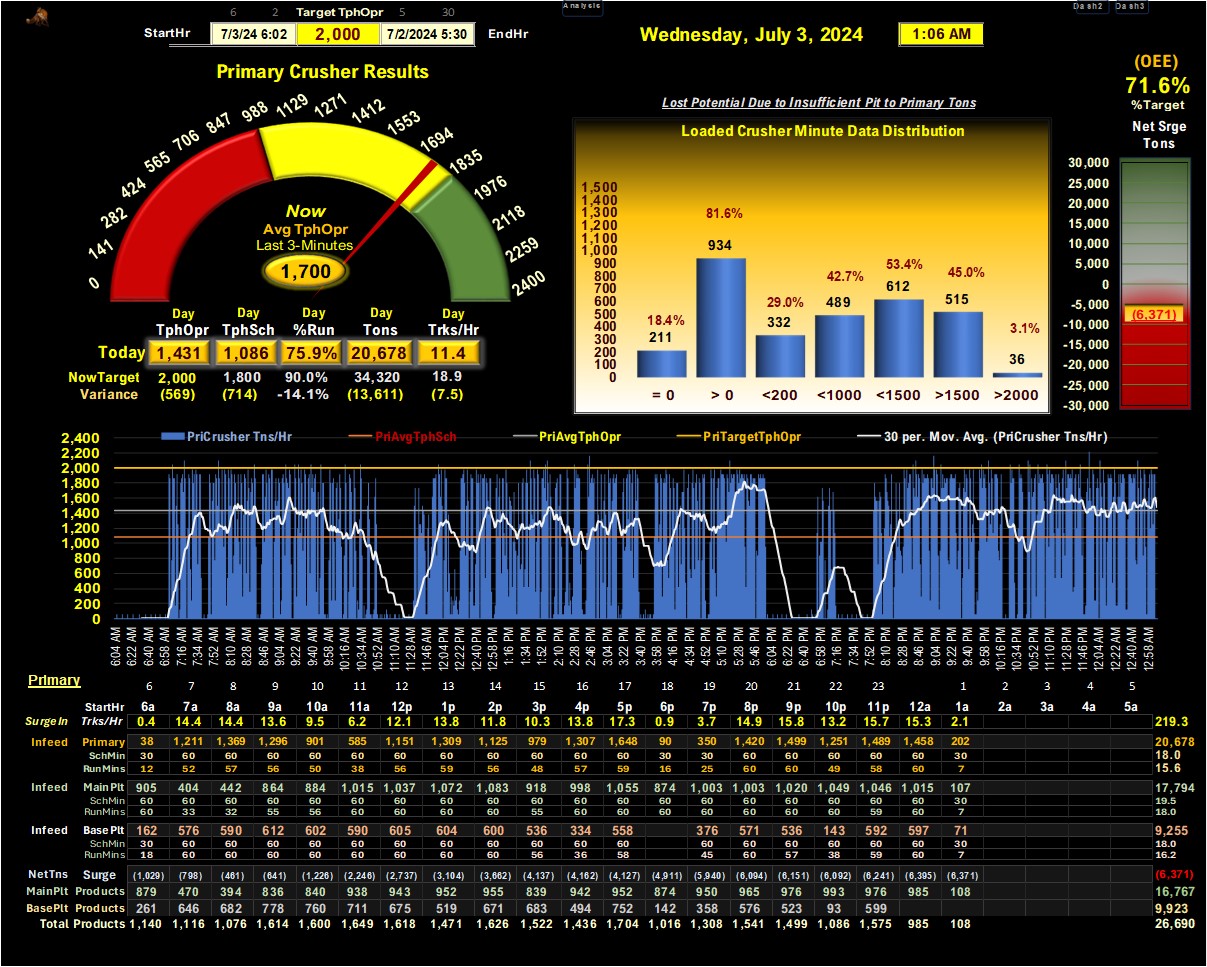 Analysis
Dash2 Dash3
6 2 Target TphOpr 5 30
StartHr 7/3/24 6:02 2,000 7/2/2024 5:30 EndHr
Wednesday, July 3, 2024 1:06 AM
(OEE)
71.6%
%Target
Net Srge
Tons
30,000
25,000
20,000
15,000
10,000
5,000
0
-5,000
(6,371)
-10,000
-15,000
-20,000
-25,000
-30,000
Primary Crusher Results
0 141 282 424 565 706 847 988 1129 1271 1412 1553 1694 1835 1976 2118 2259 2400
Now
Avg TphOpr
Last 3-Minutes
1,700
Day Day Day Day Day
TphOpr TphSch %Run Tons Trks/Hr
Today 1,431 1,086 75.9% 20,678 11.4
NowTarget 2,000 1,800 90.0% 34,320 18.9
Variance (569) (714) -14.1% (13,611) (7.5)
Lost Potential Due to Insufficient Pit to Primary Tons
Loaded Crusher Minute Data Distribution
1,500
1,400
1,300
1,200
1,100
1,000
900
800
700
600
500
400
300
200
100
0
18.4% 81.6% 29.0% 42.7% 53.4% 45.0% 3.1%
211 934 332 489 612 515 36
= 0 > 0 <200 <1000 <1500 >1500 >2000
PriCrusher Tns/Hr PriAvgTphSch PriAvgTphOpr PriTargetTphOpr 30 per. Mov. Avg. (PriCrusher Tns/Hr)
2,400
2,200
2,000
1,800
1,600
1,400
1,200
1,000
800
600
400
200
0
6:04 AM 6:22 AM 6:40 AM 6:58 AM 7:16 AM 7:34 AM 7:52 AM 8:10 AM 8:28 AM 8:46 AM 9:04 AM 9:22 AM 9:40 AM 9:58 AM 10:16 AM 10:34 AM 10:52 AM 11:10 AM 11:28 AM 11:46 AM 12:04 PM 12:22 PM 12:40 PM 12:58 PM 1:16 PM 1:34 PM 1:52 PM 2:10 PM 2:28 PM 2:46 PM 3:04 PM 3:22 PM 3:40 PM 3:58 PM 4:16 PM 4:34 PM 4:52 PM 5:10 PM 5:28 PM 5:46 PM 6:04 PM 6:22 PM 6:40 PM 6:58 PM 7:16 PM 7:34 PM 7:52 PM 8:10 PM 8:28 PM 8:46 PM 9:04 PM 9:22 PM 9:40 PM 9:58 PM 10:16 PM 10:34 PM 10:52 PM 11:10 PM 11:28 PM 11:46 PM 12:04 AM 12:22 AM 12:40 AM 12:58 AM
Primary 6 7 8 9 10 11 12 13 14 15 16 17 18 19 20 21 22 23 1 2 3 4 5
StartHr 6a 7a 8a 9a 10a 11a 12p 1p 2p 3p 4p 5p 6p 7p 8p 9p 10p 11p 12a 1a 2a 3a 4a 5a
SurgeIn Trks/Hr 0.4 14.4 14.4 13.6 9.5 6.2 12.1 13.8 11.8 10.3 13.8 17.3 0.9 3.7 14.9 15.8 13.2 15.7 15.3 2.1 219.3
Infeed Primary 38 1,211 1,369 1,296 901 585 1,151 1,309 1,125 979 1,307 1,648 90 350 1,420 1,499 1,251 1,489 1,458 202 20,678
SchMin 30 60 60 60 60 60 60 60 60 60 60 60 30 30 60 60 60 60 60 30 18.0
RunMins 12 52 57 56 50 38 56 59 56 48 57 59 16 25 60 60 49 58 60 7 15.6
Infeed MainPlt 905 404 442 864 884 1,015 1,037 1,072 1,083 918 998 1,055 874 1,003 1,003 1,020 1,049 1,046 1,015 107 17,794
SchMin 60 60 60 60 60 60 60 60 60 60 60 60 60 60 60 60 60 60 60 30 19.5
RunMins 60 33 32 55 56 60 60 60 60 55 60 60 60 60 60 60 60 59 60 7 18.0
Infeed BasePlt 162 576 590 612 602 590 605 604 600 536 334 558 376 571 536 143 592 597 71 9,255
SchMin 30 60 60 60 60 60 60 60 60 60 60 60 60 60 60 60 60 60 30 18.0
RunMins 18 60 60 60 60 60 60 60 60 56 36 58 45 60 57 38 59 60 7 16.2
NetTns Surge (1,029) (798) (461) (641) (1,226) (2,246) (2,737) (3,104) (3,662) (4,137) (4,162) (4,127) (4,911) (5,940) (6,094) (6,151) (6,092) (6,241) (6,395) (6,371) (6,371)
MainPlt Products 879 470 394 836 840 938 943 952 955 839 942 952 874 950 965 976 993 976 985 108 16,767
BasePlt Products 261 646 682 778 760 711 675 519 671 683 494 752 142 358 576 523 93 599 9,923
Total Products 1,140 1,116 1,076 1,614 1,600 1,649 1,618 1,471 1,626 1,522 1,436 1,704 1,016 1,308 1,541 1,499 1,086 1,575 985 108 26,690